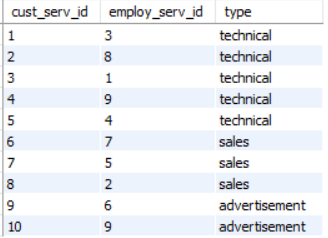 cust_serv_id employ_serv_id type
1 3 technical
2 8 technical
3 1 technical
4 9 technical
5 4 technical
6 7 sales
7 5 sales
8 2 sales
9 6 advertisement
10 9 advertisement